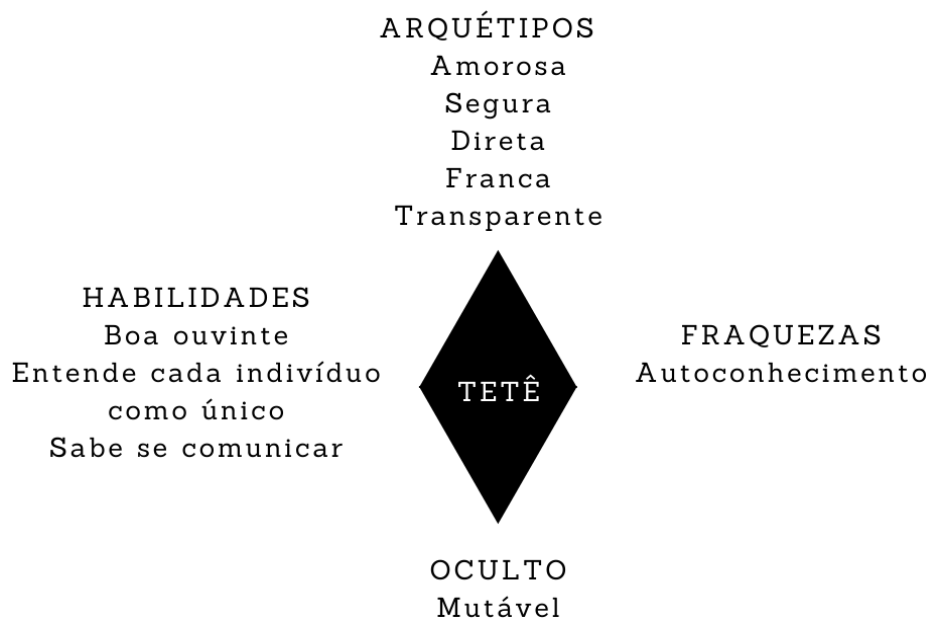 ARQUÉTIPOS
Amorosa
Segura
Direta
Franca
Transparente
HABILIDADES
Boa ouvinte
Entende cada indivíduo
como único
Sabe se comunicar
TETÊ
FRAQUEZAS
Autoconhecimento
OCULTO
Mutável